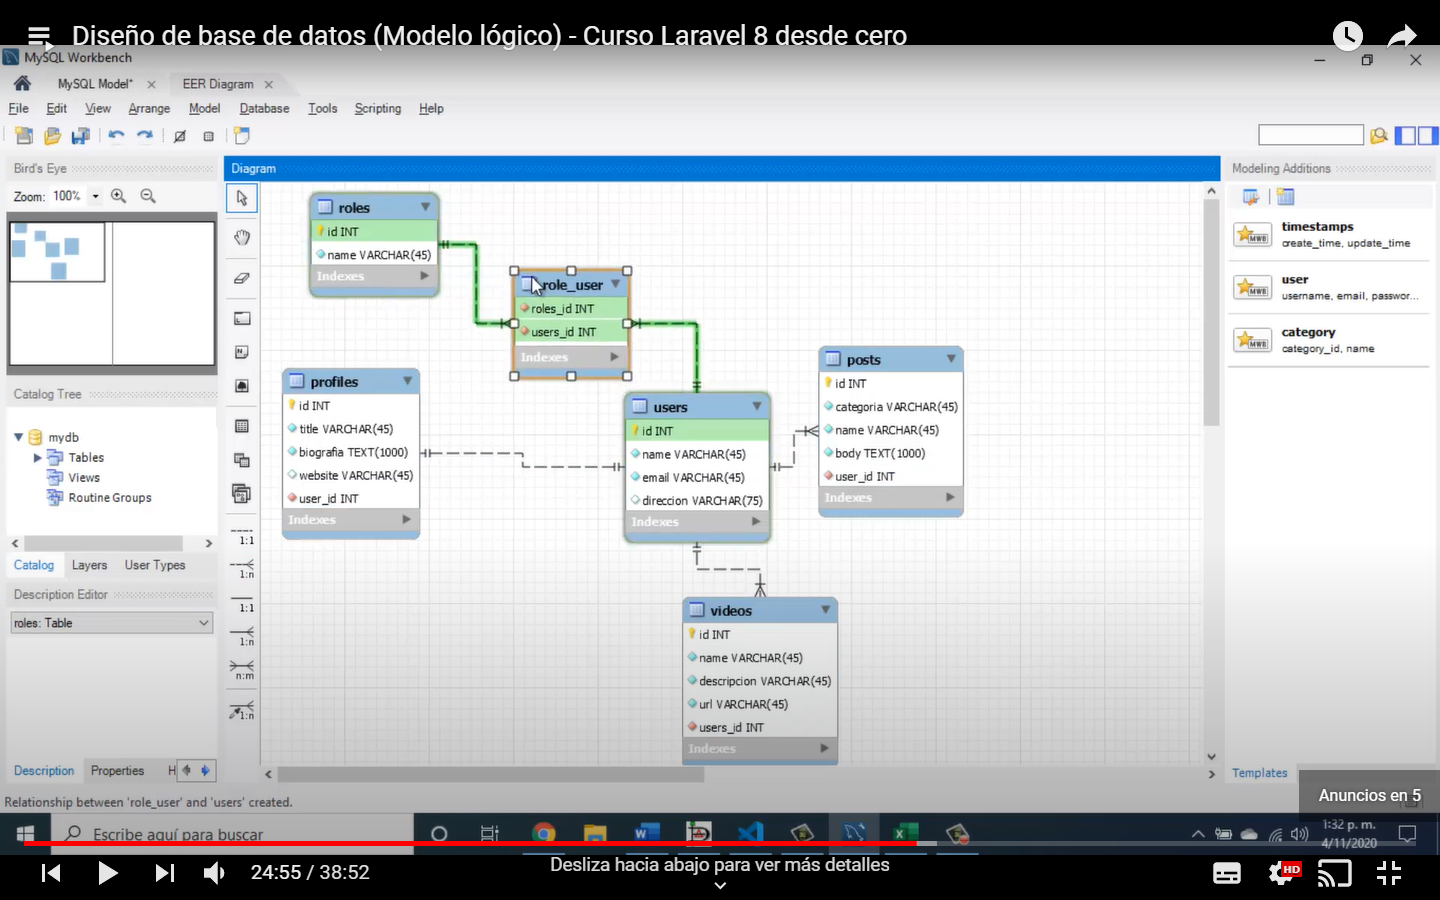 Diseño de base de datos (Modelo lógico) - Curso Laravel 8 desde cero
MySQL Workbench
MySQL Model*
EER Diagram
File Edit View Arrange Model Database Tools Scripting Help
Bird's Eye
Zoom: 100%
Catalog Tree
mydb
Tables
Views
Routine Groups
Catalog Layers User Types
Description Editor
roles: Table
Description Properties H
1:1
1:n
1:1
1:n
n:m
1:n
Diagram
roles
id INT
name VARCHAR(45)
Indexes
role_user
roles_id INT
users_id INT
Indexes
profiles
id INT
title VARCHAR(45)
biografia TEXT(1000)
website VARCHAR(45)
user_id INT
Indexes
users
id INT
name VARCHAR(45)
email VARCHAR(45)
direccion VARCHAR(75)
Indexes
posts
id INT
categoria VARCHAR(45)
name VARCHAR(45)
body TEXT(1000)
user_id INT
Indexes
videos
id INT
name VARCHAR(45)
descripcion VARCHAR(45)
url VARCHAR(45)
users_id INT
Indexes
Modeling Additions
timestamps
create_time, update_time
user
username, email, passwor...
category
category_id, name
Templates
Anuncios en 5
Relationship between 'role_user' and 'users' created.
Escribe aquí para buscar
1:32 p. m.
4/11/2020
24:55 / 38:52
Desliza hacia abajo para ver más detalles
HD